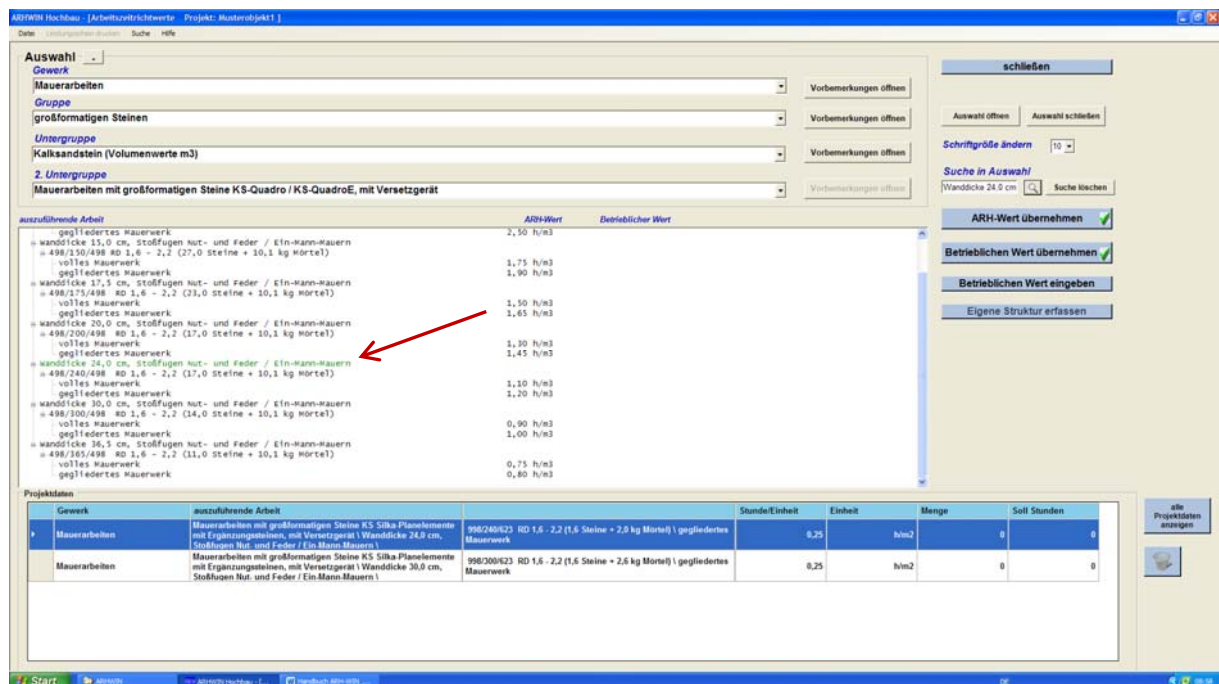 ARHWIN Hochbau - [Arbeitszeitrichtwerte Projekt: Musterobjekt1 ]
Datei Leistungsschein drucken Suche Hilfe
Auswahl .
Gewerk
Mauerarbeiten
Vorbemerkungen öffnen
Gruppe
großformatigen Steinen
Vorbemerkungen öffnen
Untergruppe
Kalksandstein (Volumenwerte m3)
Vorbemerkungen öffnen
2. Untergruppe
Mauerarbeiten mit großformatigen Steine KS-Quadro / KS-QuadroE, mit Versetzgerät
Vorbemerkungen öffnen
schließen
Auswahl öffnen Auswahl schließen
Schriftgröße ändern 10
Suche in Auswahl
Wanddicke 24,0 cm Suche löschen
ARH-Wert übernehmen
Betrieblichen Wert übernehmen
Betrieblichen Wert eingeben
Eigene Struktur erfassen
auszuführende Arbeit ARH-Wert Betrieblicher Wert
gegliedertes Mauerwerk 2,50 h/m3
Wanddicke 15,0 cm, Stoßfugen Nut- und Feder / Ein-Mann-Mauern
498/150/498 RD 1,6 - 2,2 (27,0 Steine + 10,1 kg Mörtel)
volles Mauerwerk 1,75 h/m3
gegliedertes Mauerwerk 1,90 h/m3
Wanddicke 17,5 cm, Stoßfugen Nut- und Feder / Ein-Mann-Mauern
498/175/498 RD 1,6 - 2,2 (23,0 Steine + 10,1 kg Mörtel)
volles Mauerwerk 1,50 h/m3
gegliedertes Mauerwerk 1,65 h/m3
Wanddicke 20,0 cm, Stoßfugen Nut- und Feder / Ein-Mann-Mauern
498/200/498 RD 1,6 - 2,2 (17,0 Steine + 10,1 kg Mörtel)
volles Mauerwerk 1,30 h/m3
gegliedertes Mauerwerk 1,45 h/m3
Wanddicke 24,0 cm, Stoßfugen Nut- und Feder / Ein-Mann-Mauern
498/240/498 RD 1,6 - 2,2 (17,0 Steine + 10,1 kg Mörtel)
volles Mauerwerk 1,10 h/m3
gegliedertes Mauerwerk 1,20 h/m3
Wanddicke 30,0 cm, Stoßfugen Nut- und Feder / Ein-Mann-Mauern
498/300/498 RD 1,6 - 2,2 (14,0 Steine + 10,1 kg Mörtel)
volles Mauerwerk 0,90 h/m3
gegliedertes Mauerwerk 1,00 h/m3
Wanddicke 36,5 cm, Stoßfugen Nut- und Feder / Ein-Mann-Mauern
498/365/498 RD 1,6 - 2,2 (11,0 Steine + 10,1 kg Mörtel)
volles Mauerwerk 0,75 h/m3
gegliedertes Mauerwerk 0,80 h/m3
Projektdaten
Gewerk auszuführende Arbeit Stunde/Einheit Einheit Menge Soll Stunden
Mauerarbeiten
Mauerarbeiten mit großformatigen Steine KS Silka-Planelemente
mit Ergänzungssteinen, mit Versetzgerät \ Wanddicke 24,0 cm,
Stoßfugen Nut- und Feder / Ein-Mann-Mauern \
998/240/623 RD 1,6 - 2,2 (1,6 Steine + 2,0 kg Mörtel) \ gegliedertes
Mauerwerk
0,25 h/m2 0 0
Mauerarbeiten
Mauerarbeiten mit großformatigen Steine KS Silka-Planelemente
mit Ergänzungssteinen, mit Versetzgerät \ Wanddicke 30,0 cm,
Stoßfugen Nut- und Feder / Ein-Mann-Mauern \
998/300/623 RD 1,6 - 2,2 (1,6 Steine + 2,6 kg Mörtel) \ gegliedertes
Mauerwerk
0,25 h/m2 0 0
alle
Projektdaten
anzeigen
Start ARHWIN ARHWIN Hochbau - [... Handbuch ARH-WIN ... DE 08:58